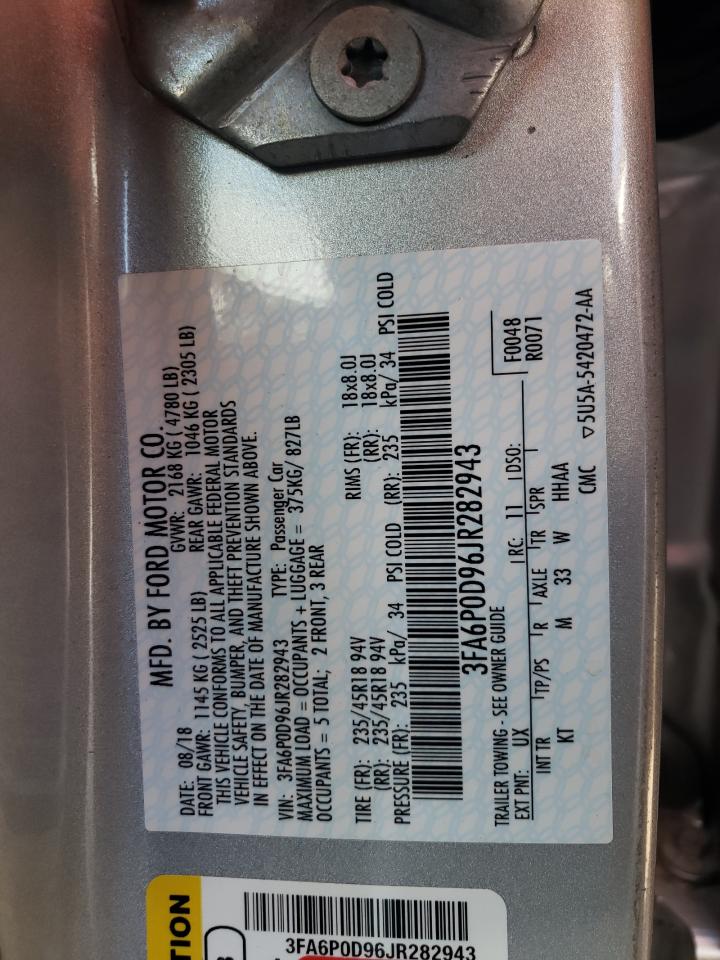 MFD. BY FORD MOTOR CO.
DATE: 08/18 GVWR: 2168 KG ( 4780 LB)
FRONT GAWR: 1145 KG ( 2525 LB) REAR GAWR: 1046 KG ( 2305 LB)
THIS VEHICLE CONFORMS TO ALL APPLICABLE FEDERAL MOTOR
VEHICLE SAFETY, BUMPER, AND THEFT PREVENTION STANDARDS
IN EFFECT ON THE DATE OF MANUFACTURE SHOWN ABOVE.
VIN: 3FA6P0D96JR282943 TYPE: Passenger Car
MAXIMUM LOAD = OCCUPANTS + LUGGAGE = 375KG/ 827LB
OCCUPANTS = 5 TOTAL; 2 FRONT, 3 REAR
TIRE (FR): 235/45R18 94V RIMS (FR): 18x8.0J
(RR): 235/45R18 94V (RR): 18x8.0J
PRESSURE (FR): 235 kPa/ 34 PSI COLD (RR): 235 kPa/ 34 PSI COLD
3FA6P0D96JR282943
TRAILER TOWING - SEE OWNER GUIDE F0048
EXT PNT: UX RC: 11 DSO: R0071
INT TR TP/PS R AXLE TR SPR
KT M 33 W HHAA
CMC ▽5U5A-5420472-AA
TION
3FA6P0D96JR282943